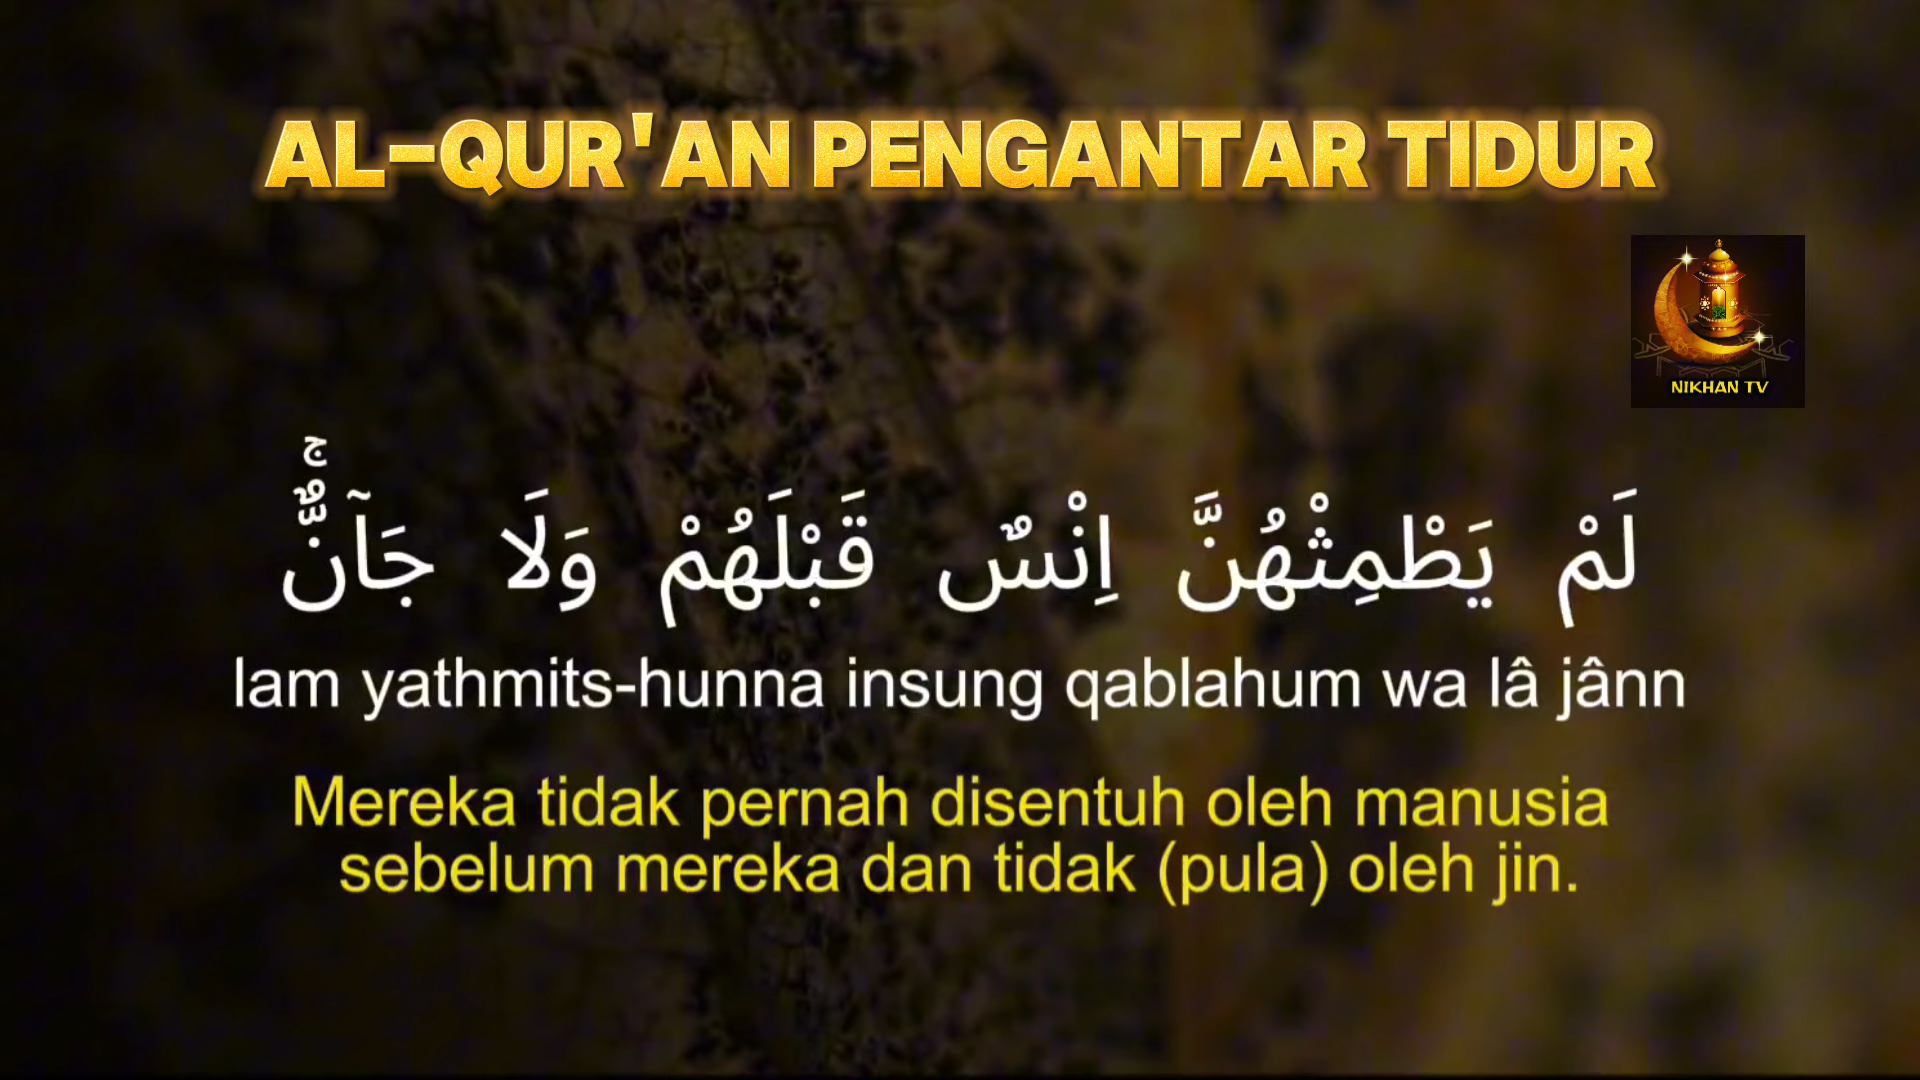 AL-QUR'AN PENGANTAR TIDUR
NIKHAN TV
لَمْ يَطْمِثْهُنَّ اِنْسٌ قَبْلَهُمْ وَلَا جَاۤنٌّۚ
lam yathmits-hunna insung qablahum wa lâ jânn
Mereka tidak pernah disentuh oleh manusia
sebelum mereka dan tidak (pula) oleh jin.